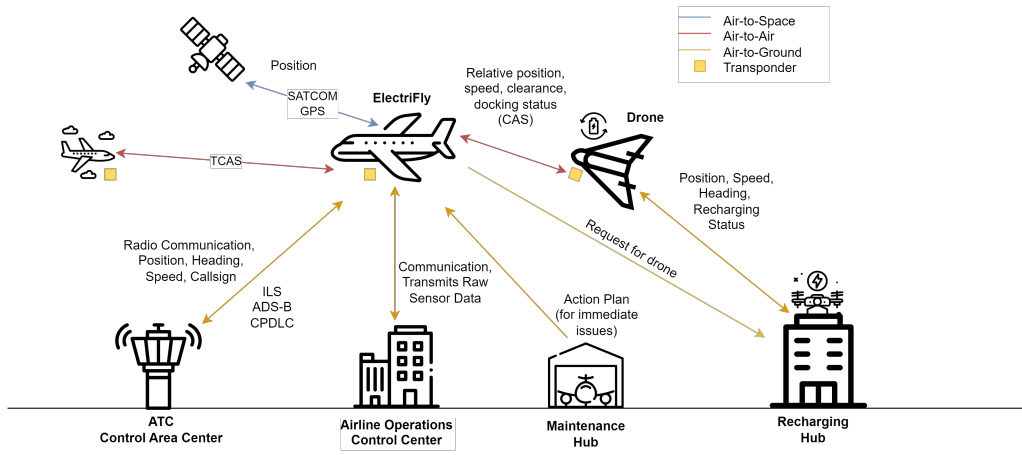 Air-to-Space
Air-to-Air
Air-to-Ground
Transponder
Position
SATCOM
GPS
ElectriFly
Relative position,
speed, clearance,
docking status
(CAS)
Drone
TCAS
Position, Speed,
Heading,
Recharging
Status
Request for drone
Radio Communication,
Position, Heading,
Speed, Callsign
ILS
ADS-B
CPDLC
Communication,
Transmits Raw
Sensor Data
Action Plan
(for immediate
issues)
ATC
Control Area Center
Airline Operations
Control Center
Maintenance
Hub
Recharging
Hub